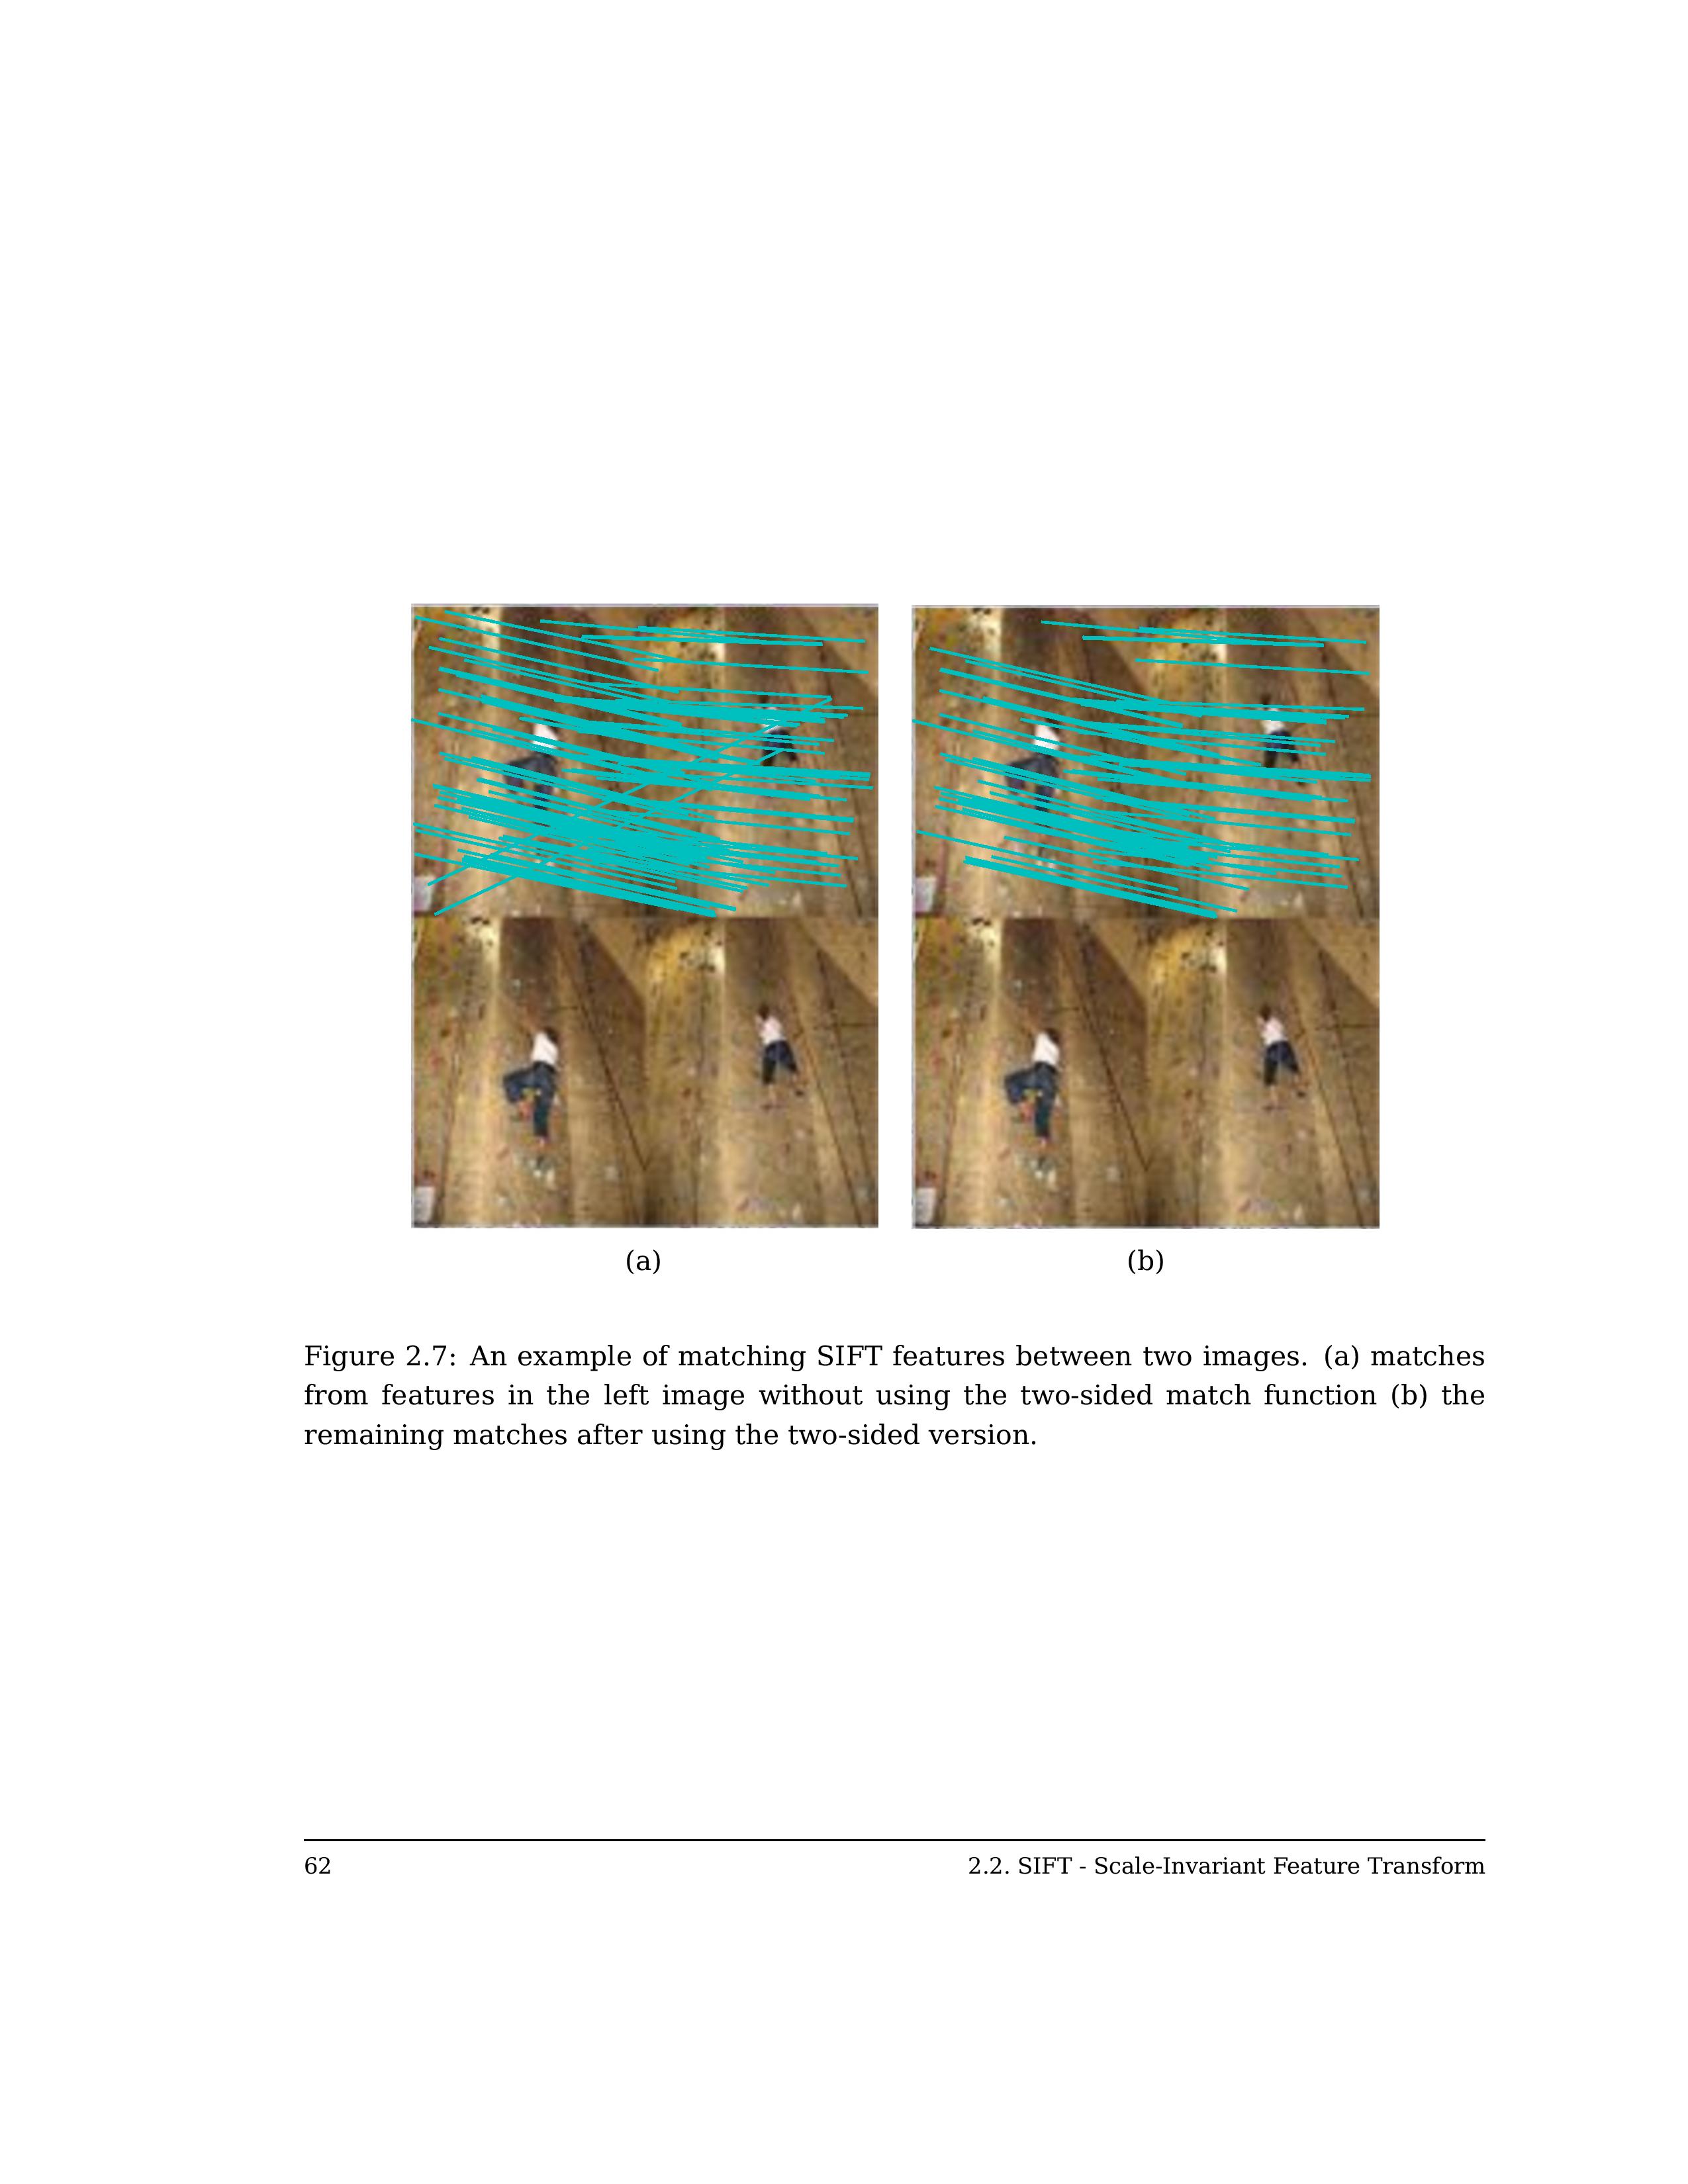 (a)
(b)
Figure 2.7: An example of matching SIFT features between two images. (a) matches
from features in the left image without using the two-sided match function (b) the
remaining matches after using the two-sided version.
62
2.2. SIFT - Scale-Invariant Feature Transform